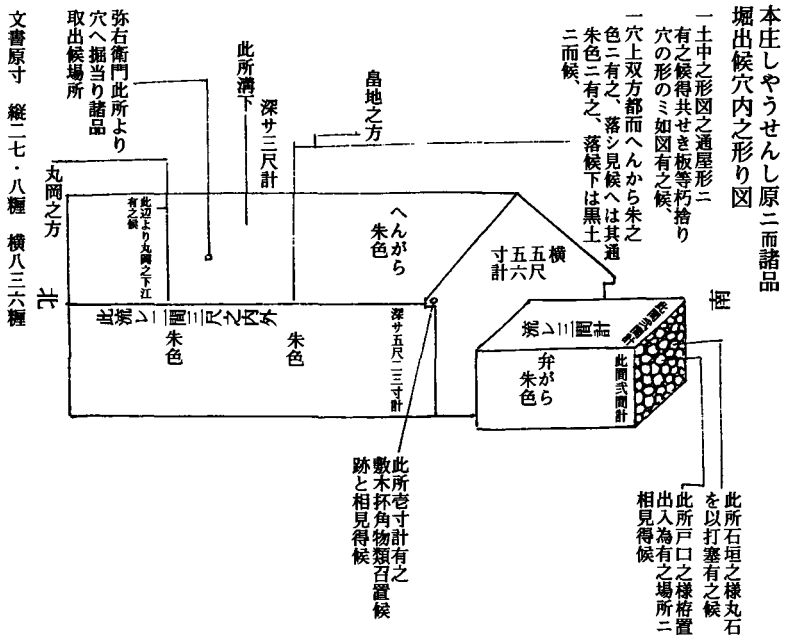 本庄しやうせんし原ニ而諸品
堀出候穴内之形り図
一土中之形図之通屋形ニ
有之候得共せき板等朽捨り
穴の形のミ如図有之候、
一穴上双方都而へんから朱之
色ニ有之、落シ見候へは其通
朱色ニ有之、落候下は黒土
ニ而候、
畠地之方
深サ三尺計
此所溝下
弥右衛門此所より
穴へ掘当り諸品
取出候場所
丸岡之方
此辺より丸岡之下江
有之候
へんがら
朱色
横
五尺
五六
寸計
南
北
此流レ二間三尺之内外
朱色
朱色
深サ五尺二三寸計
此流レ三間計
弁がら
朱色
此間弐間計
此間弐間計
此所石垣之様丸石
を以打塞有之候
此所戸口之様拵置
出入為有之場所ニ
相見得候
此所壱寸計有之
敷木杯角物類召置候
跡と相見得候
文書原寸　縦二七・八糎　横八三六糎